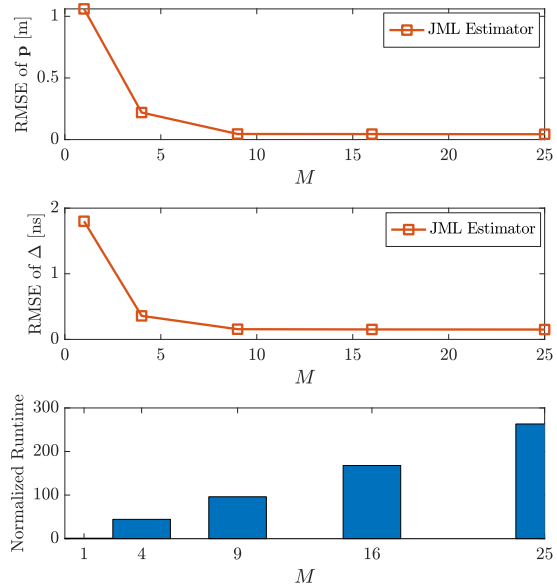 1
0.5
0
RMSE of p [m]
JML Estimator
0 5 10 15 20 25
M
2
1
0
RMSE of Δ [ns]
JML Estimator
0 5 10 15 20 25
M
300
200
100
0
Normalized Runtime
1 4 9 16 25
M